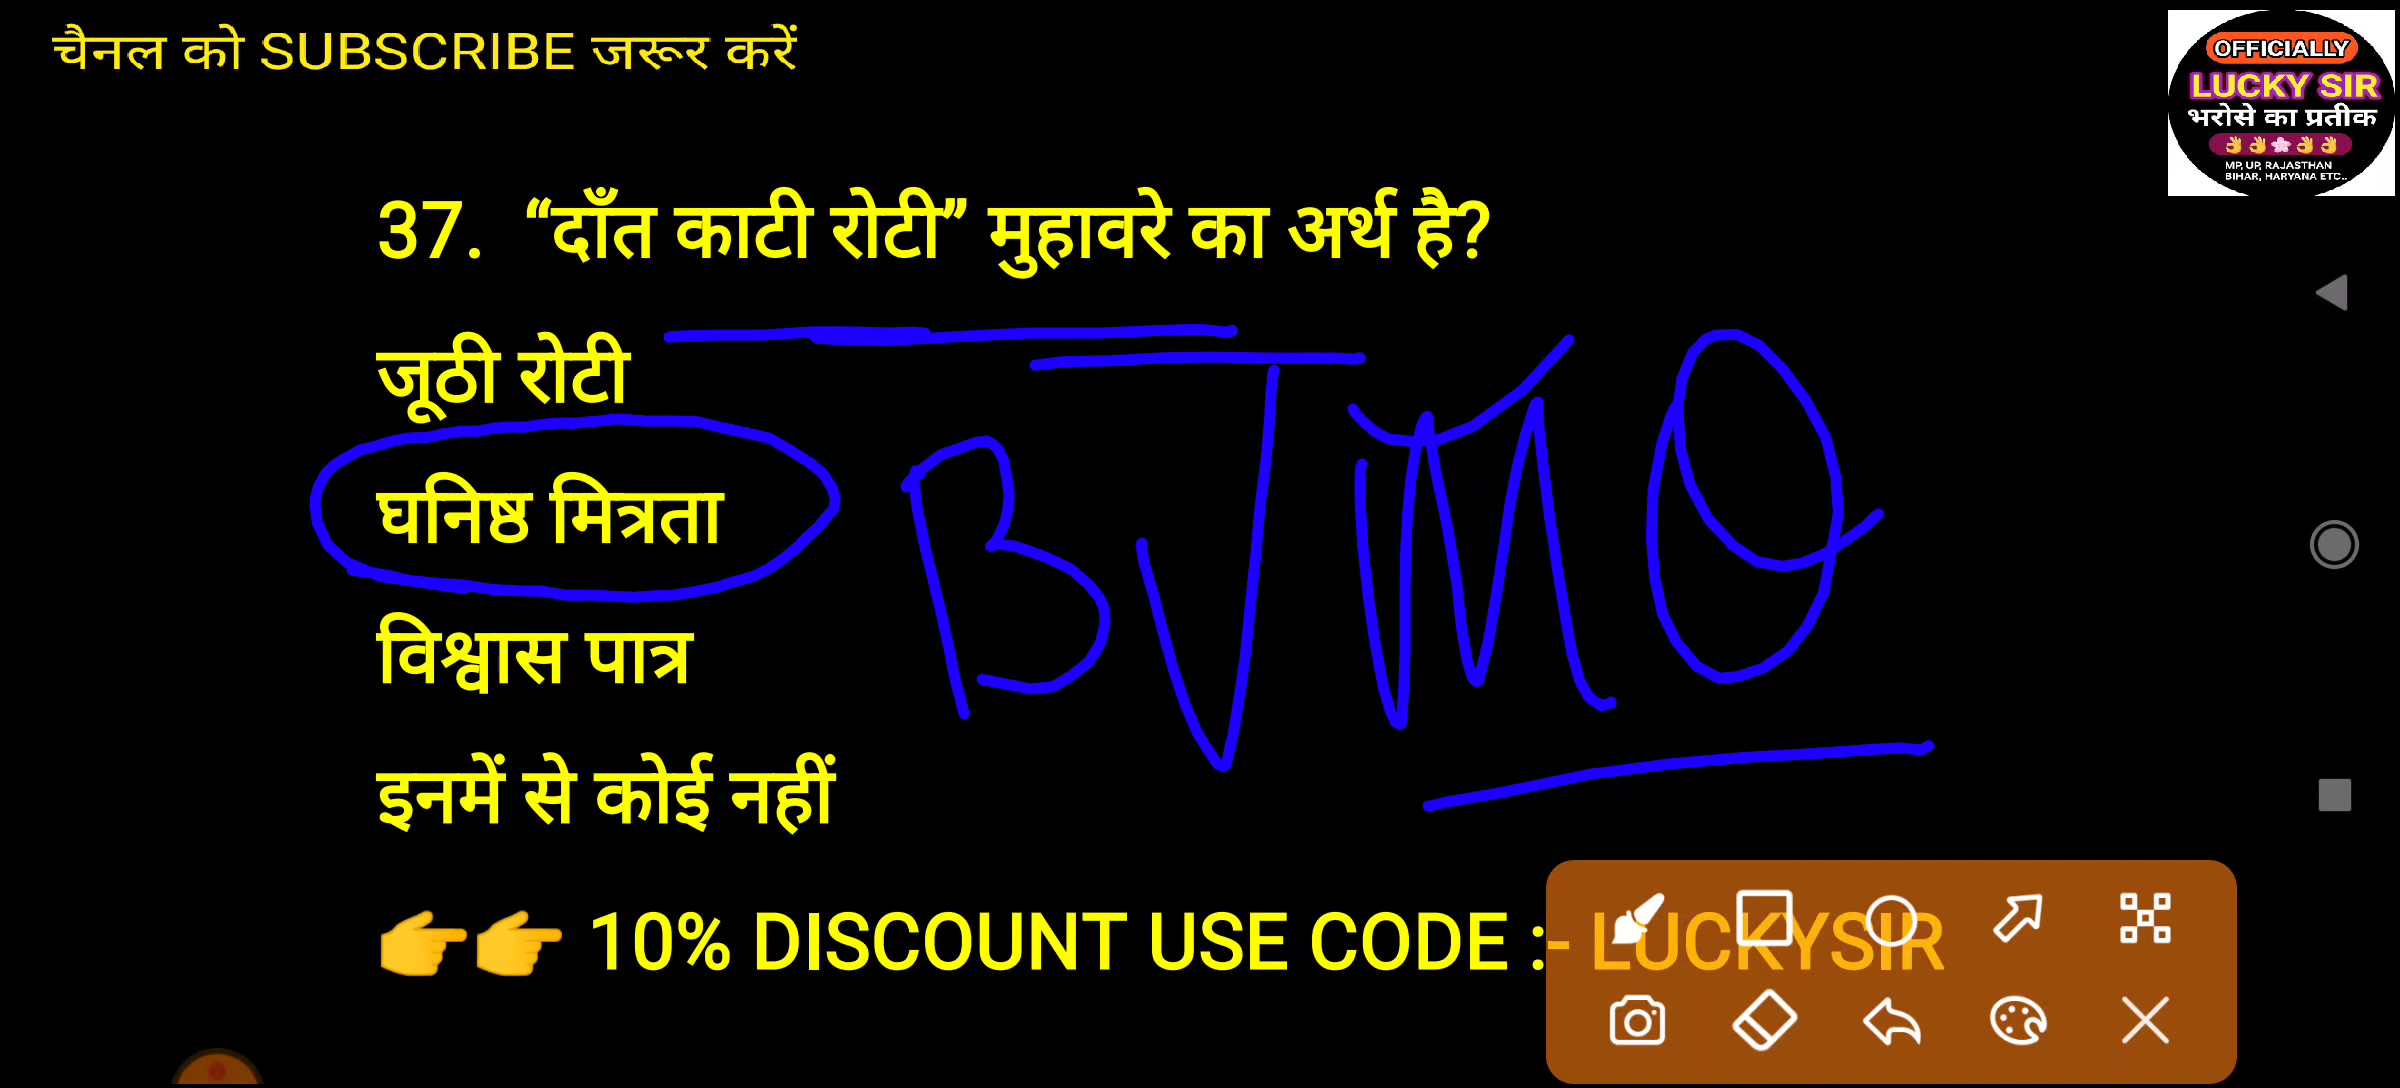 चैनल को SUBSCRIBE जरूर करें
OFFICIALLY
LUCKY SIR
भरोसे का प्रतीक
MP, UP, RAJASTHAN
BIHAR, HARYANA ETC..
37. “दाँत काटी रोटी” मुहावरे का अर्थ है?
जूठी रोटी
घनिष्ठ मित्रता
विश्वास पात्र
इनमें से कोई नहीं
👉👉 10% DISCOUNT USE CODE :- LUCKYSIR